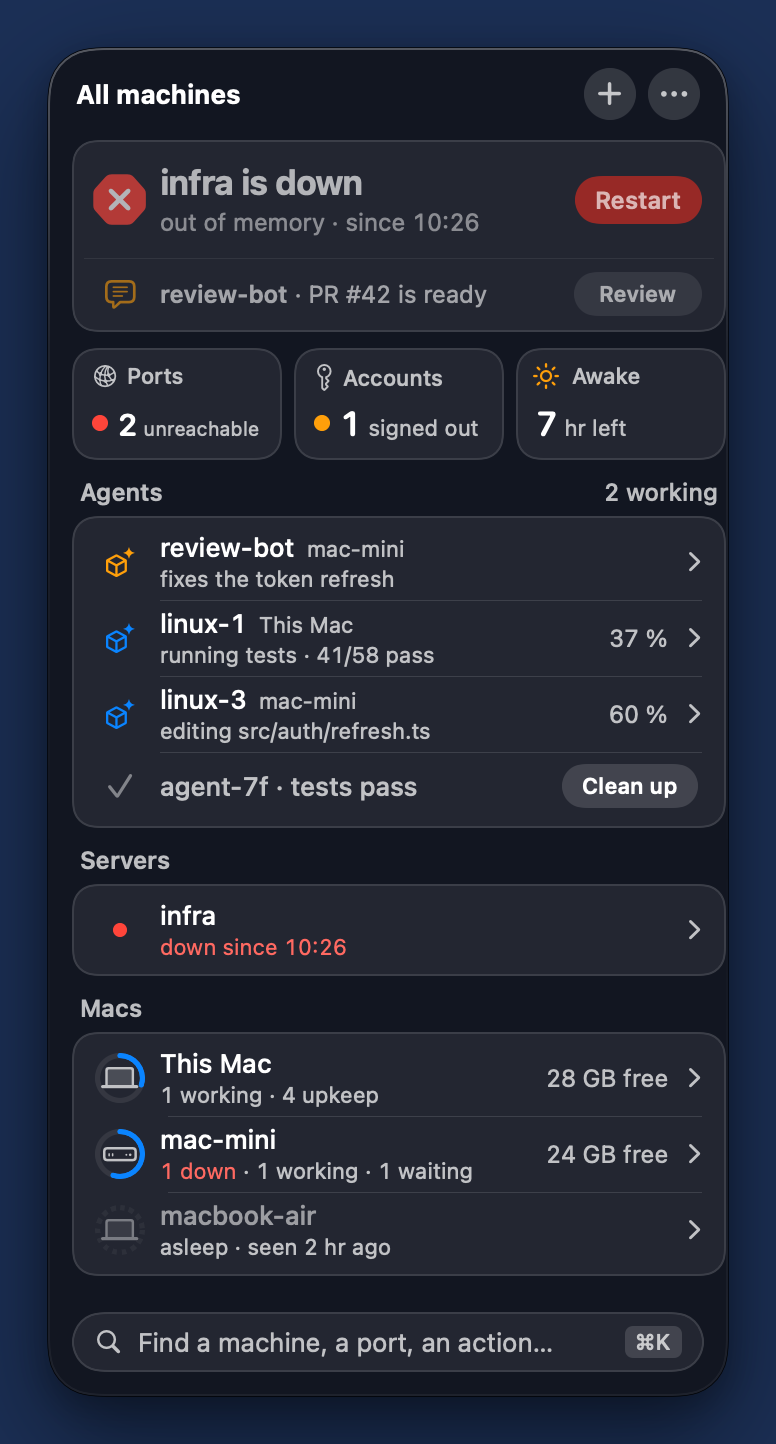 All machines
infra is down
out of memory · since 10:26
Restart
review-bot · PR #42 is ready
Review
Ports
2 unreachable
Accounts
1 signed out
Awake
7 hr left
Agents
2 working
review-bot mac-mini
fixes the token refresh
linux-1 This Mac
running tests · 41/58 pass
37 %
linux-3 mac-mini
editing src/auth/refresh.ts
60 %
agent-7f · tests pass
Clean up
Servers
infra
down since 10:26
Macs
This Mac
1 working · 4 upkeep
28 GB free
mac-mini
1 down · 1 working · 1 waiting
24 GB free
macbook-air
asleep · seen 2 hr ago
Find a machine, a port, an action...
⌘K